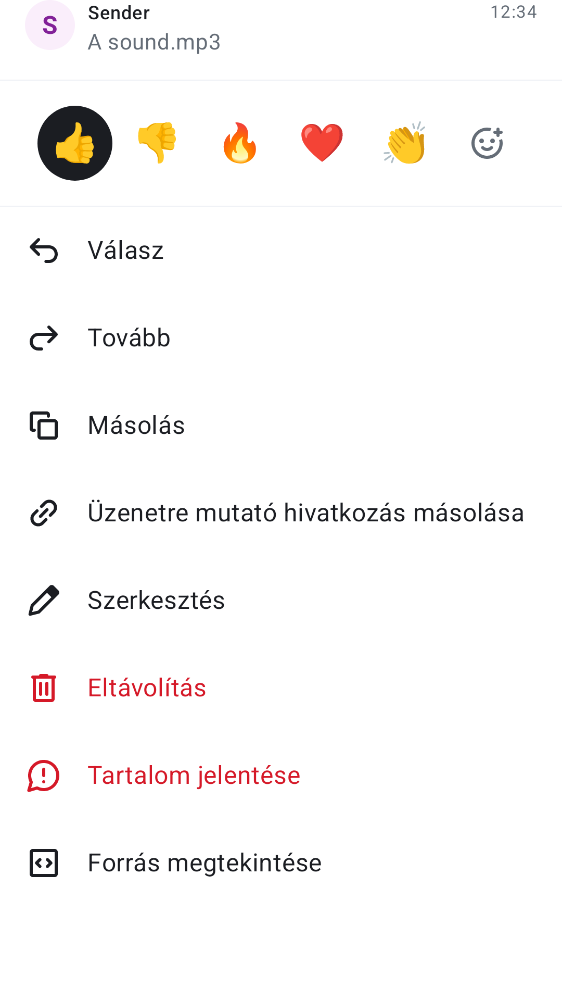 S
Sender
12:34
A sound.mp3
Válasz
Tovább
Másolás
Üzenetre mutató hivatkozás másolása
Szerkesztés
Eltávolítás
Tartalom jelentése
Forrás megtekintése